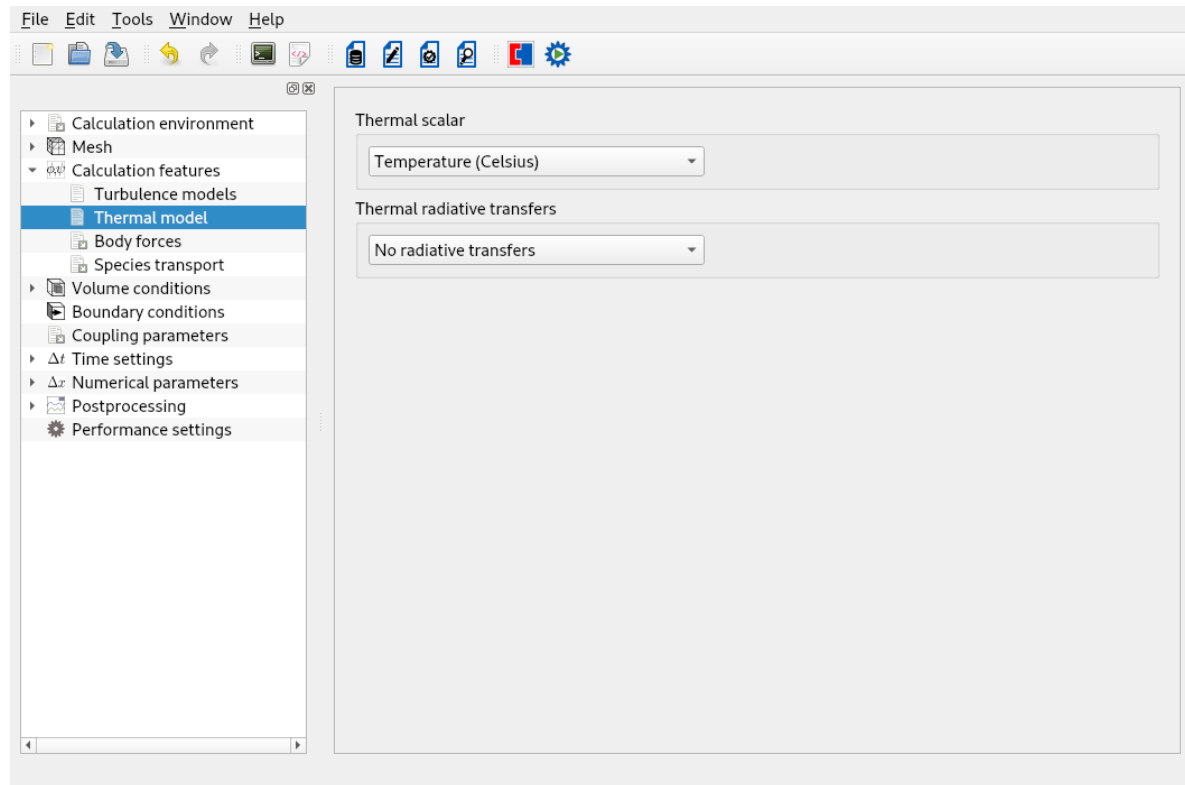 File Edit Tools Window Help
Calculation environment
Mesh
Calculation features
Turbulence models
Thermal model
Body forces
Species transport
Volume conditions
Boundary conditions
Coupling parameters
Δt Time settings
Δx Numerical parameters
Postprocessing
Performance settings
Thermal scalar
Temperature (Celsius)
Thermal radiative transfers
No radiative transfers